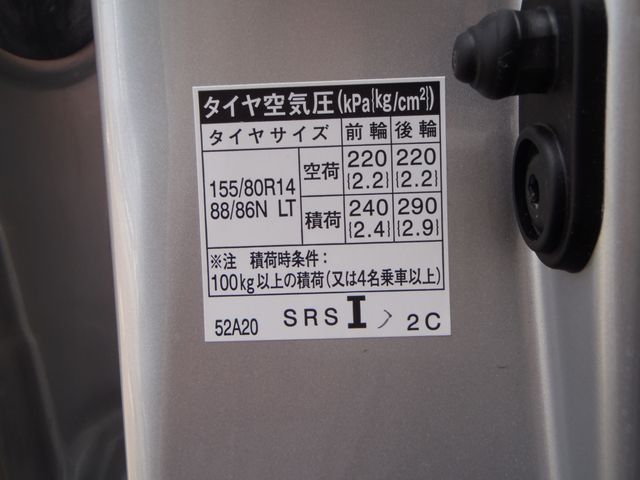 タイヤ空気圧(kPa{kg/cm²})
タイヤサイズ 前輪 後輪
155/80R14
88/86N LT
空荷 220 {2.2} 220 {2.2}
積荷 240 {2.4} 290 {2.9}
※注 積荷時条件:
100kg以上の積荷(又は4名乗車以上)
52A20 SRS I > 2C